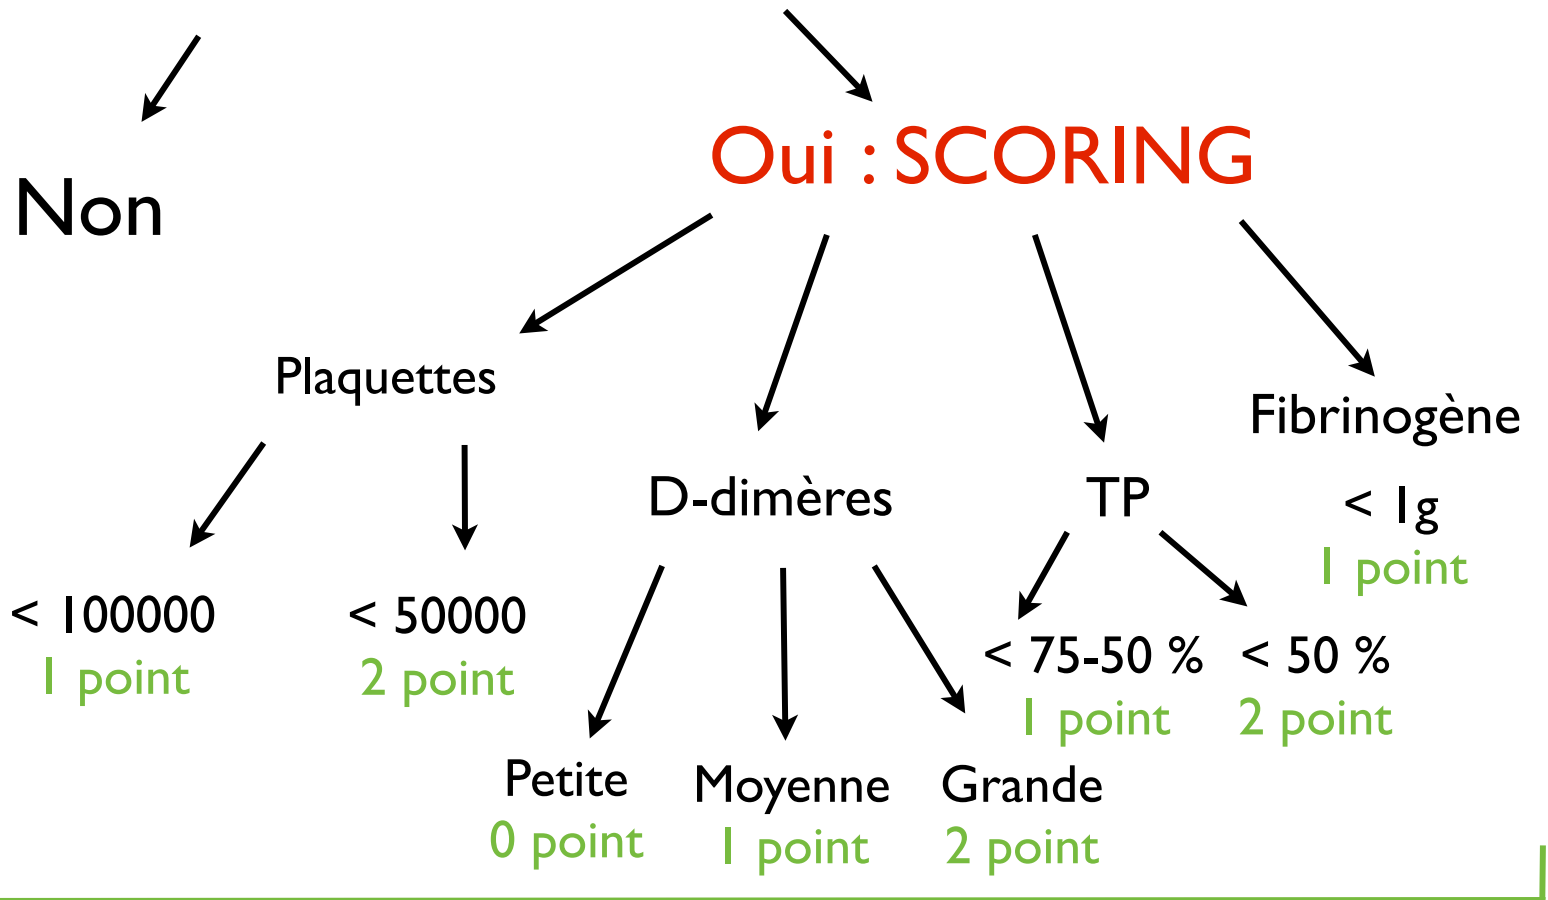 Non
Oui : SCORING
Plaquettes
< 100000
1 point
< 50000
2 point
D-dimères
Petite
0 point
Moyenne
1 point
Grande
2 point
TP
< 75-50 %
1 point
< 50 %
2 point
Fibrinogène
< 1g
1 point